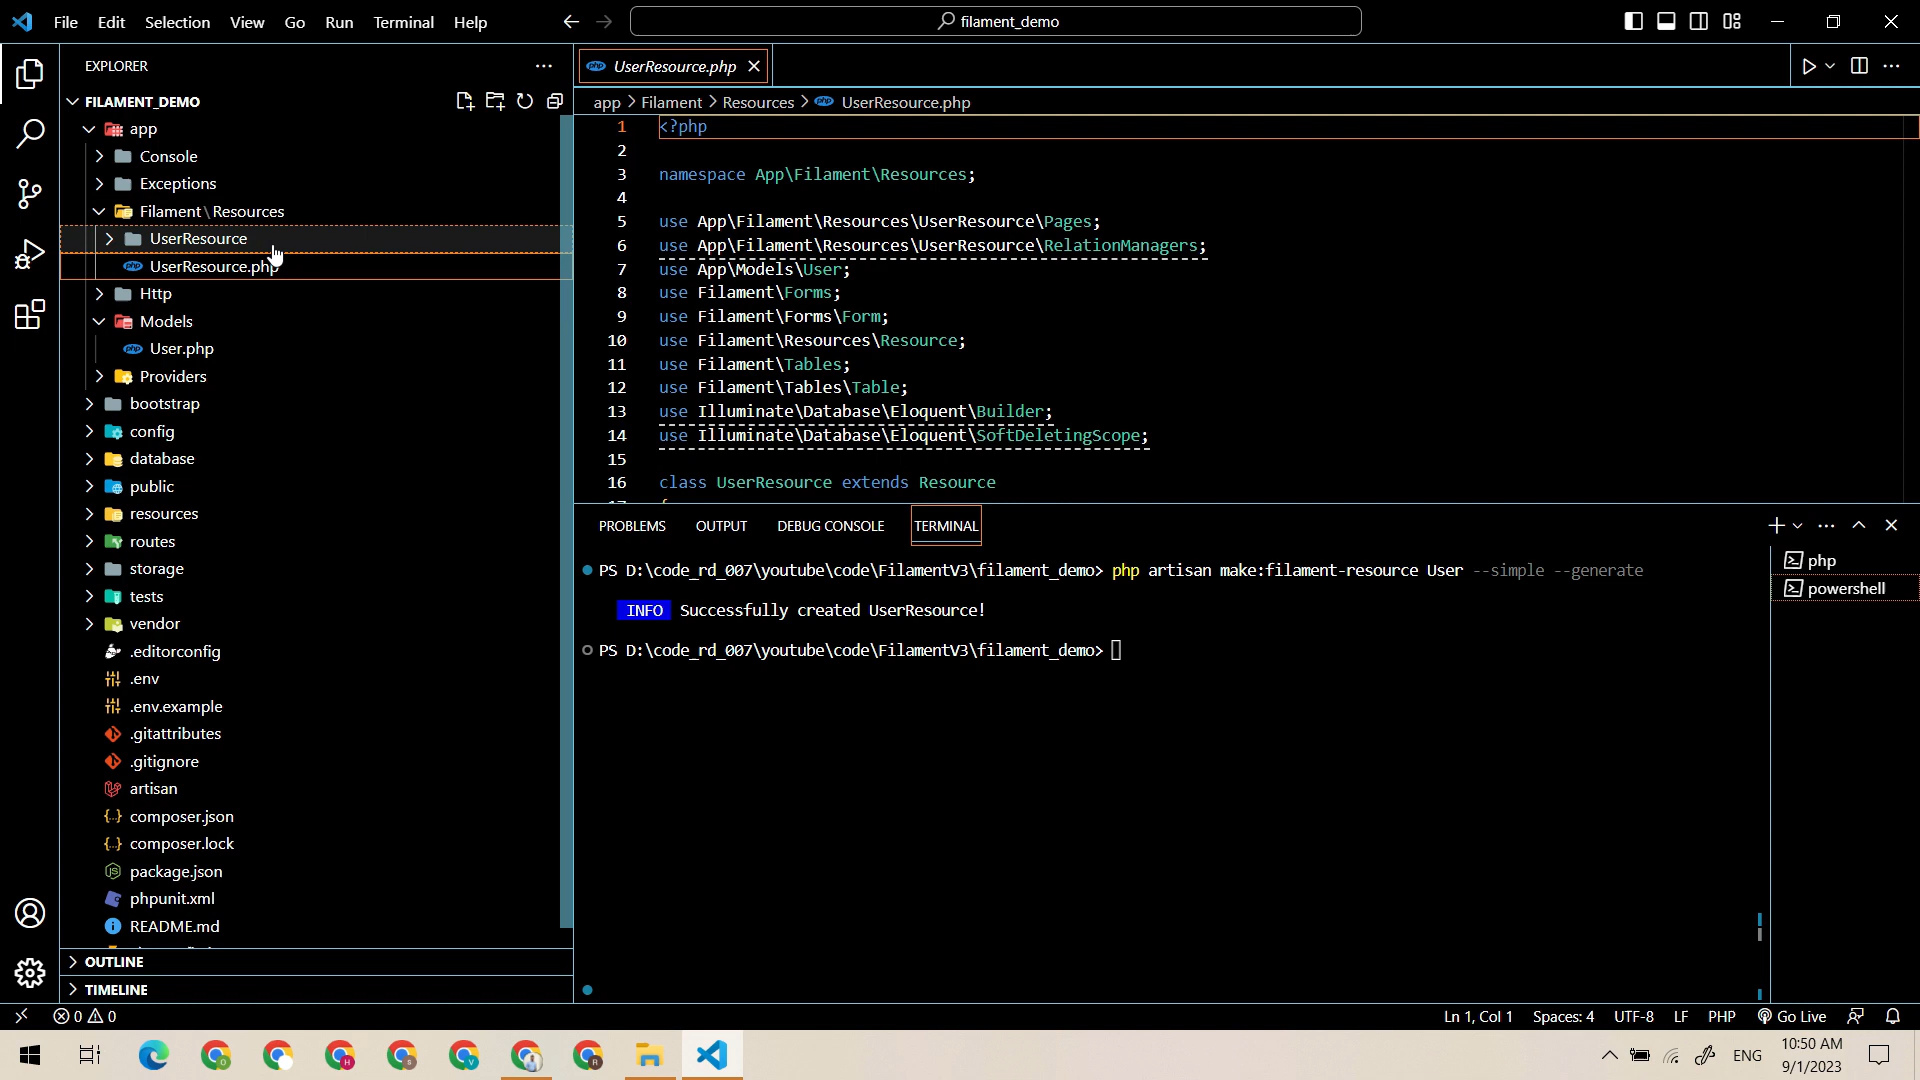 File Edit Selection View Go Run Terminal Help
filament_demo
EXPLORER
FILAMENT_DEMO
app
Console
Exceptions
Filament\Resources
UserResource
UserResource.php
Http
Models
User.php
Providers
bootstrap
config
database
public
resources
routes
storage
tests
vendor
.editorconfig
.env
.env.example
.gitattributes
.gitignore
artisan
composer.json
composer.lock
package.json
phpunit.xml
README.md
OUTLINE
TIMELINE
UserResource.php
app > Filament > Resources > UserResource.php
1 <?php
2
3 namespace App\Filament\Resources;
4
5 use App\Filament\Resources\UserResource\Pages;
6 use App\Filament\Resources\UserResource\RelationManagers;
7 use App\Models\User;
8 use Filament\Forms;
9 use Filament\Forms\Form;
10 use Filament\Resources\Resource;
11 use Filament\Tables;
12 use Filament\Tables\Table;
13 use Illuminate\Database\Eloquent\Builder;
14 use Illuminate\Database\Eloquent\SoftDeletingScope;
15
16 class UserResource extends Resource
PROBLEMS OUTPUT DEBUG CONSOLE TERMINAL
PS D:\code_rd_007\youtube\code\FilamentV3\filament_demo> php artisan make:filament-resource User --simple --generate
INFO Successfully created UserResource!
PS D:\code_rd_007\youtube\code\FilamentV3\filament_demo>
php
powershell
0 0
Ln 1, Col 1 Spaces: 4 UTF-8 LF PHP Go Live
ENG
10:50 AM
9/1/2023